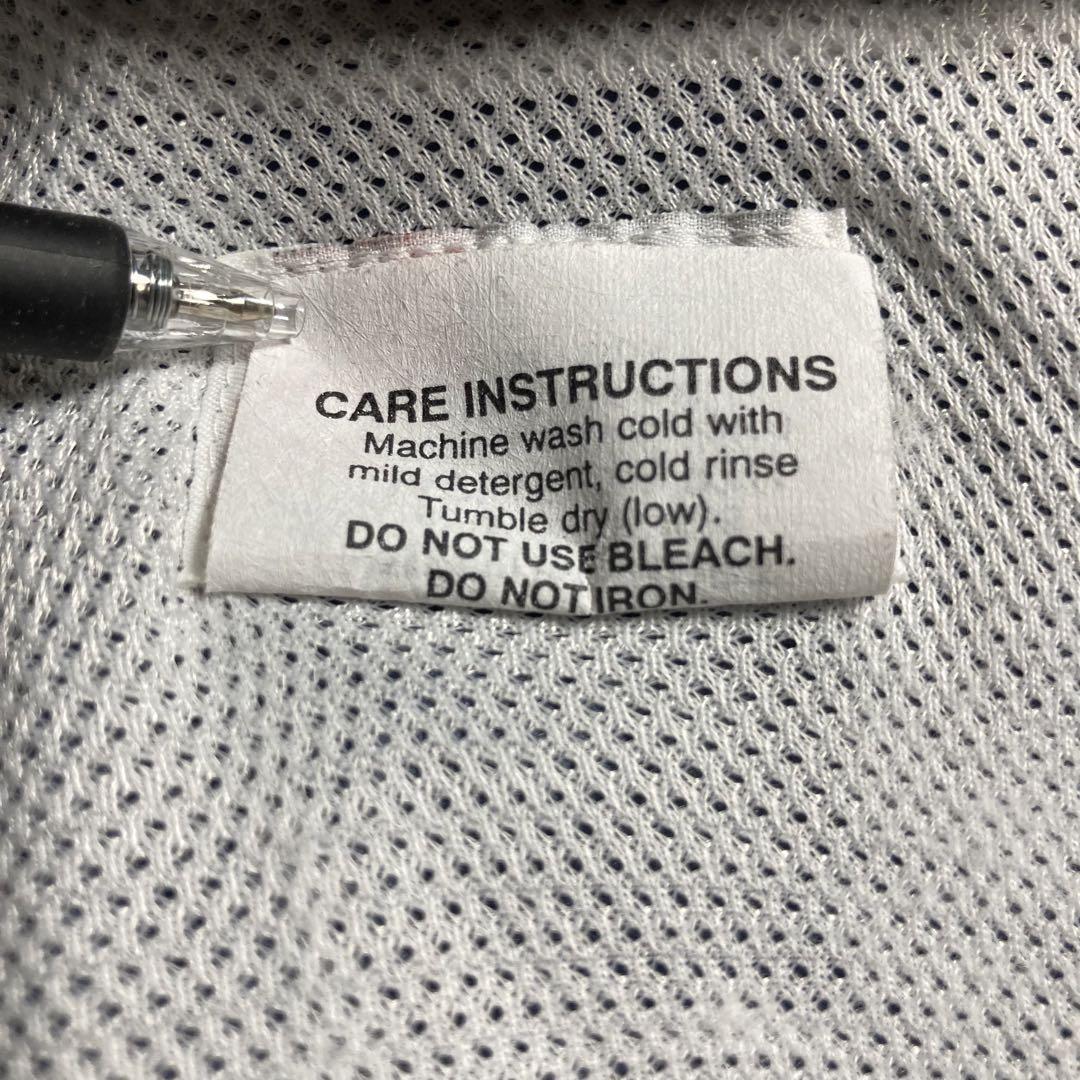 CARE INSTRUCTIONS
Machine wash cold with
mild detergent, cold rinse
Tumble dry (low).
DO NOT USE BLEACH.
DO NOT IRON.